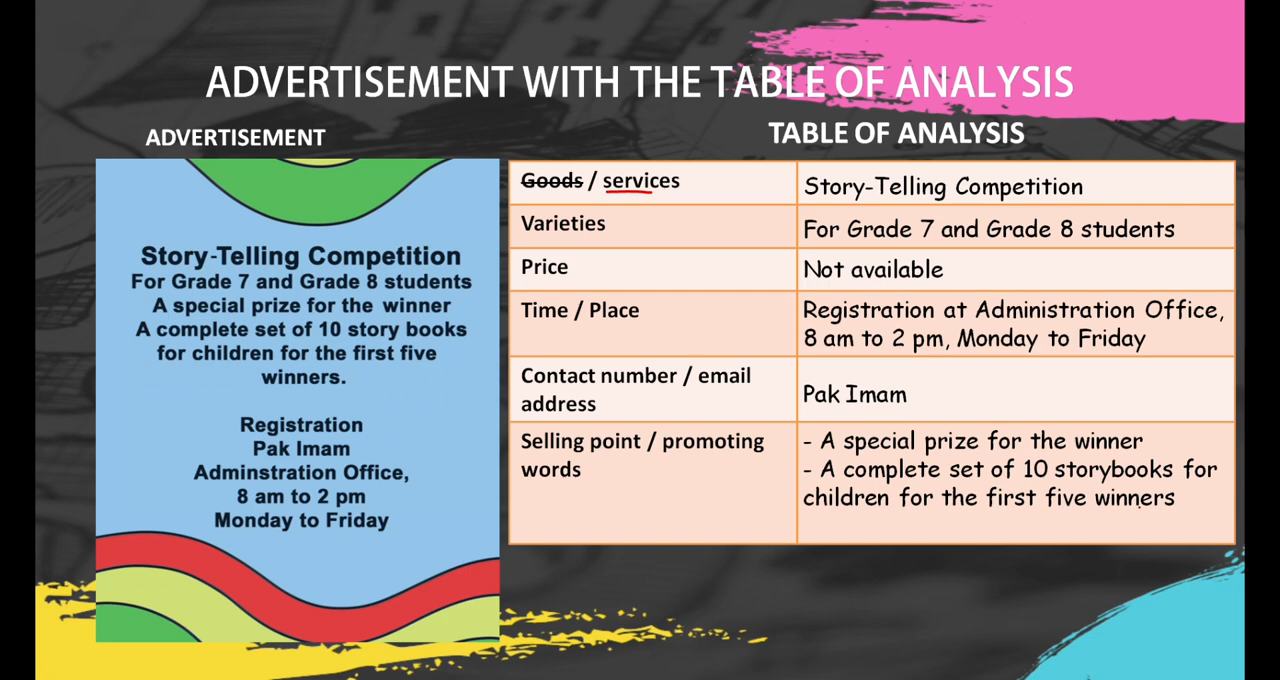 ADVERTISEMENT WITH THE TABLE OF ANALYSIS
ADVERTISEMENT
Story-Telling Competition
For Grade 7 and Grade 8 students
A special prize for the winner
A complete set of 10 story books
for children for the first five
winners.
Registration
Pak Imam
Adminstration Office,
8 am to 2 pm
Monday to Friday
TABLE OF ANALYSIS
Goods / services
Story-Telling Competition
Varieties
For Grade 7 and Grade 8 students
Price
Not available
Time / Place
Registration at Administration Office,
8 am to 2 pm, Monday to Friday
Contact number / email
address
Pak Imam
Selling point / promoting
words
- A special prize for the winner
- A complete set of 10 storybooks for
children for the first five winners